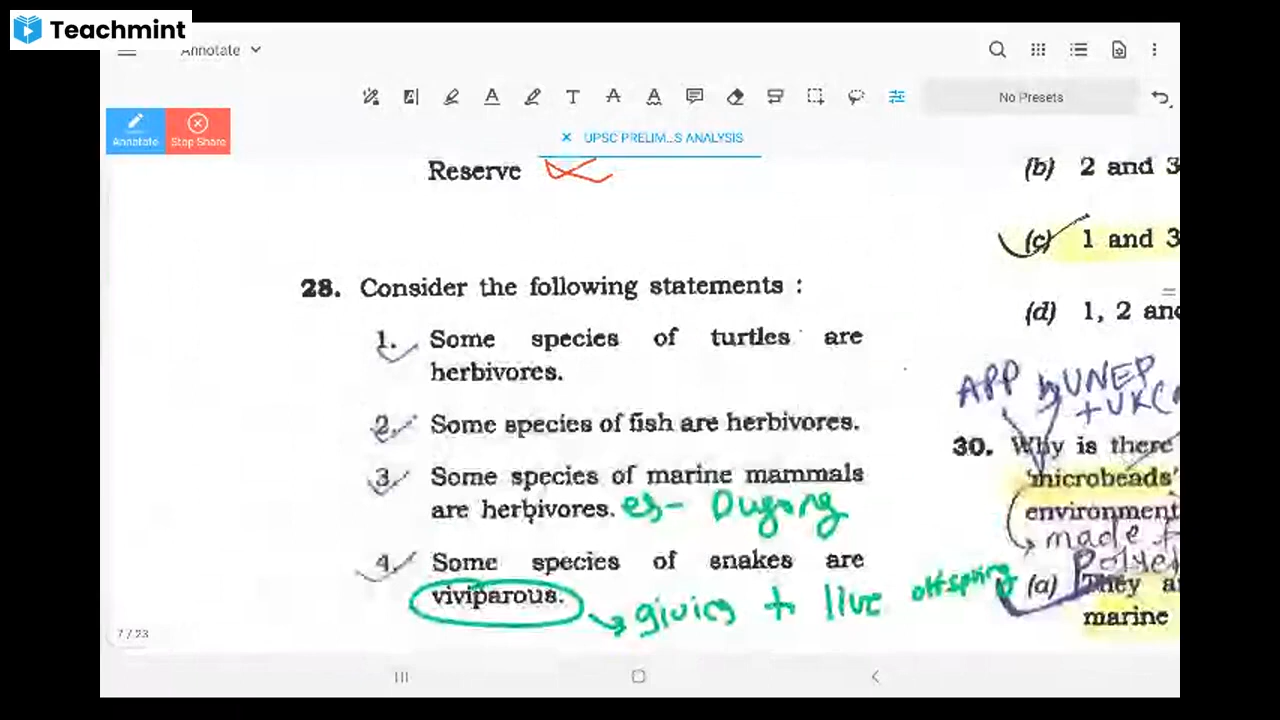 Teachmint
Annotate
No Presets
Annotate
Stop Share
UPSC PRELIM...S ANALYSIS
Reserve
28. Consider the following statements :
1. Some species of turtles are
herbivores.
2. Some species of fish are herbivores.
3. Some species of marine mammals
are herbivores. eg- Dugong
4. Some species of snakes are
viviparous. giving to live offspring
7 / 23
(b) 2 and 3
(c) 1 and 3
(d) 1, 2 and
APP by UNEP
+ UK
30. Why is there
'microbeads'
environment
made
(a) They
marine